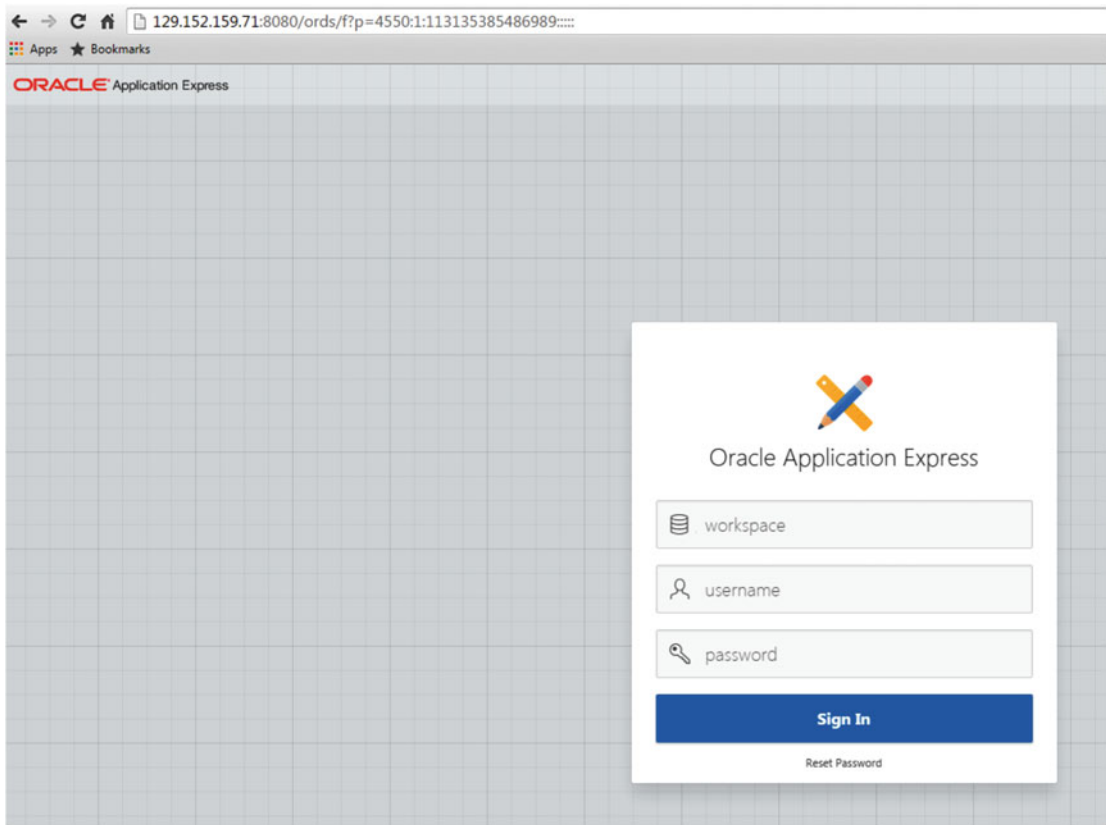 129.152.159.71:8080/ords/f?p=4550:1:113135385486989:::::
Apps Bookmarks
ORACLE Application Express
Oracle Application Express
workspace
username
password
Sign In
Reset Password